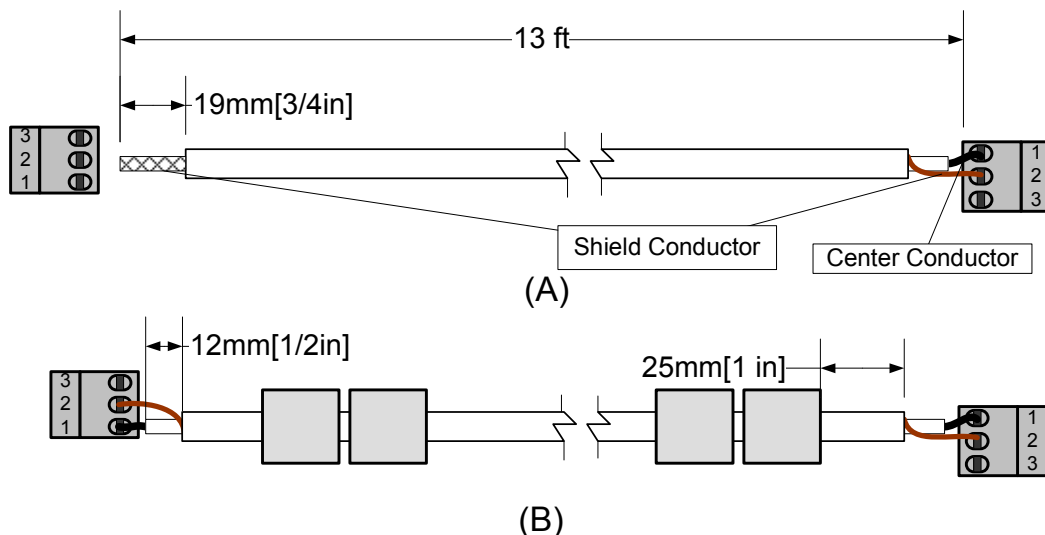 13 ft
19mm[3/4in]
3
2
1
1
2
3
Shield Conductor
Center Conductor
(A)
12mm[1/2in]
25mm[1 in]
3
2
1
1
2
3
(B)